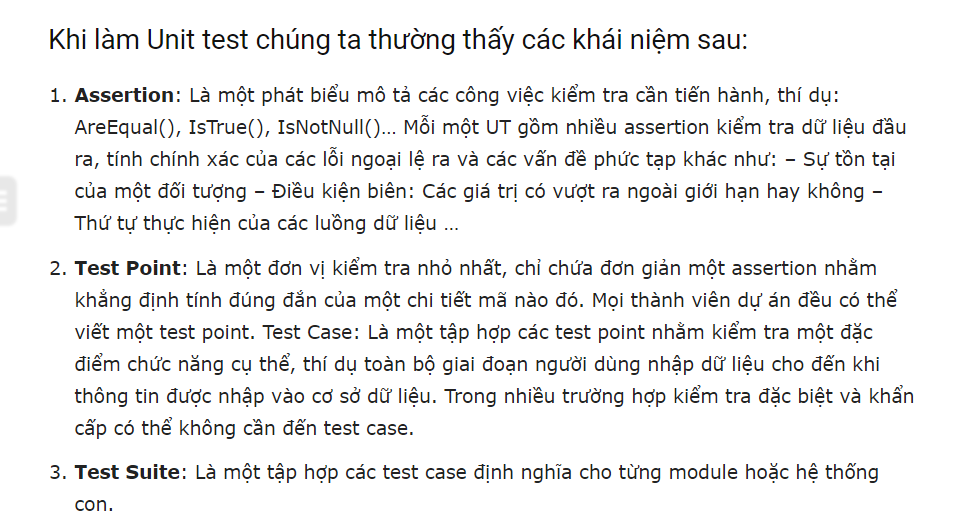 Khi làm Unit test chúng ta thường thấy các khái niệm sau:
1. Assertion: Là một phát biểu mô tả các công việc kiểm tra cần tiến hành, thí dụ:
AreEqual(), IsTrue(), IsNotNull()… Mỗi một UT gồm nhiều assertion kiểm tra dữ liệu đầu
ra, tính chính xác của các lỗi ngoại lệ ra và các vấn đề phức tạp khác như: – Sự tồn tại
của một đối tượng – Điều kiện biên: Các giá trị có vượt ra ngoài giới hạn hay không –
Thứ tự thực hiện của các luồng dữ liệu …
2. Test Point: Là một đơn vị kiểm tra nhỏ nhất, chỉ chứa đơn giản một assertion nhằm
khẳng định tính đúng đắn của một chi tiết mã nào đó. Mọi thành viên dự án đều có thể
viết một test point. Test Case: Là một tập hợp các test point nhằm kiểm tra một đặc
điểm chức năng cụ thể, thí dụ toàn bộ giai đoạn người dùng nhập dữ liệu cho đến khi
thông tin được nhập vào cơ sở dữ liệu. Trong nhiều trường hợp kiểm tra đặc biệt và khẩn
cấp có thể không cần đến test case.
3. Test Suite: Là một tập hợp các test case định nghĩa cho từng module hoặc hệ thống
con.